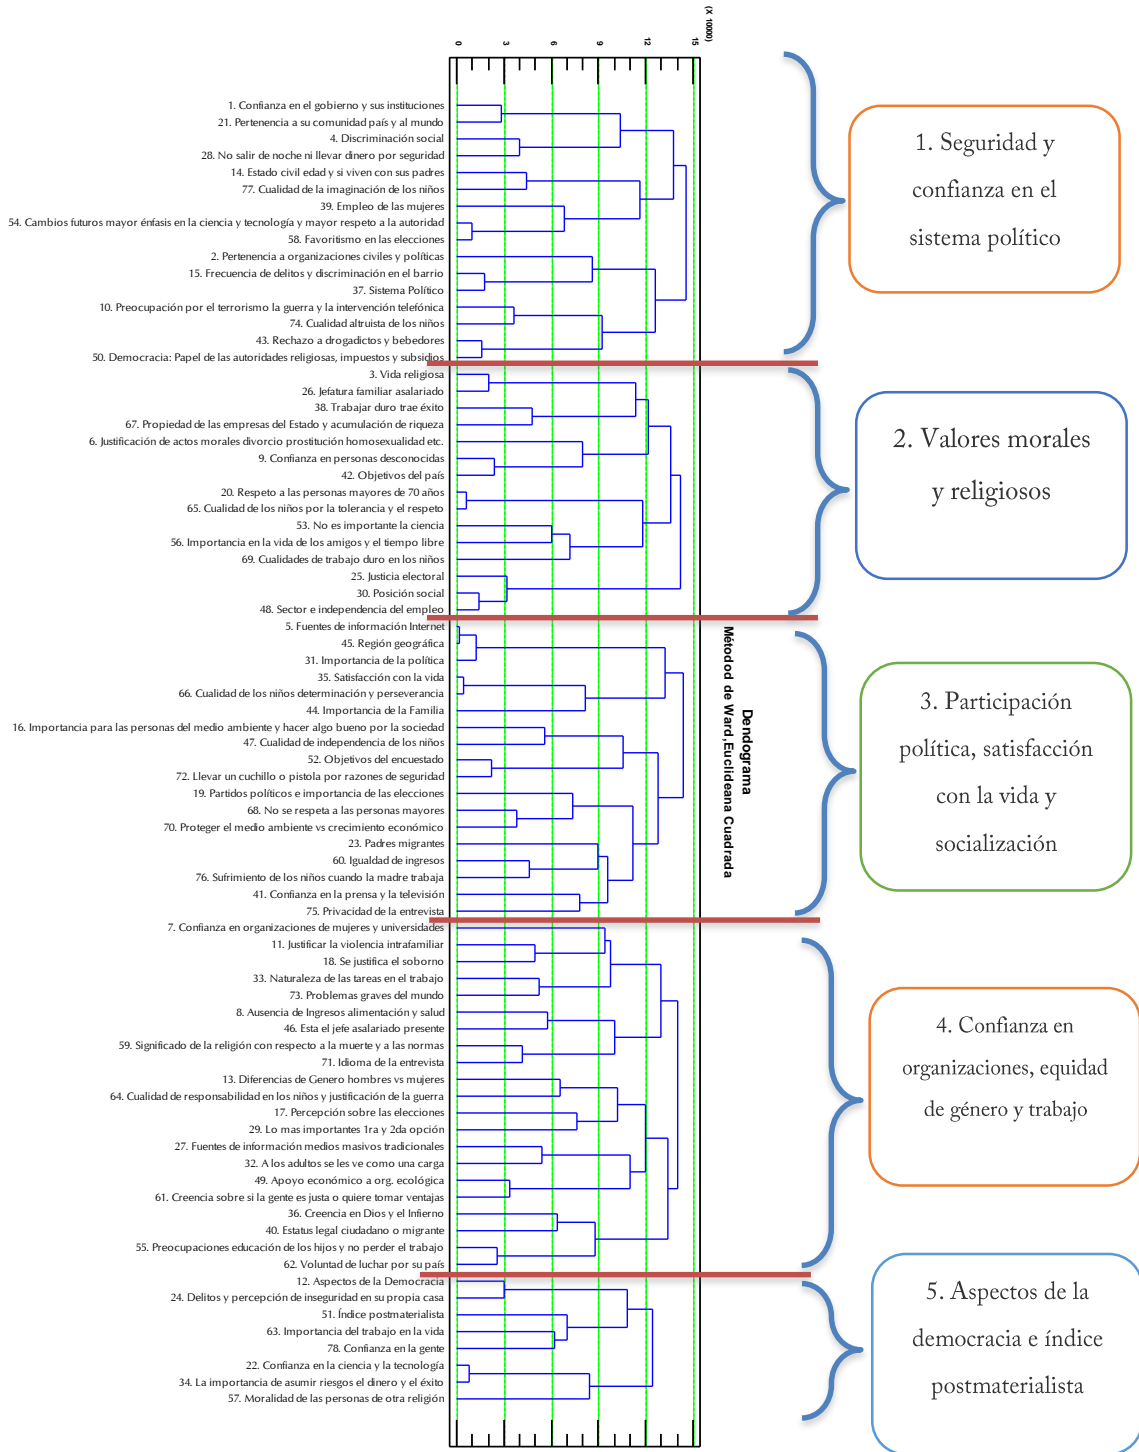 (X 10000)
0
3
6
9
12
15
1. Confianza en el gobierno y sus instituciones
21. Pertenencia a su comunidad país y al mundo
4. Discriminación social
28. No salir de noche ni llevar dinero por seguridad
14. Estado civil edad y si viven con sus padres
77. Cualidad de la imaginación de los niños
39. Empleo de las mujeres
54. Cambios futuros mayor énfasis en la ciencia y tecnología y mayor respeto a la autoridad
58. Favoritismo en las elecciones
2. Pertenencia a organizaciones civiles y políticas
15. Frecuencia de delitos y discriminación en el barrio
37. Sistema Político
10. Preocupación por el terrorismo la guerra y la intervención telefónica
74. Cualidad altruista de los niños
43. Rechazo a drogadictos y bebedores
50. Democracia: Papel de las autoridades religiosas, impuestos y subsidios
3. Vida religiosa
26. Jefatura familiar asalariado
38. Trabajar duro trae éxito
67. Propiedad de las empresas del Estado y acumulación de riqueza
6. Justificación de actos morales divorcio prostitución homosexualidad etc.
9. Confianza en personas desconocidas
42. Objetivos del país
20. Respeto a las personas mayores de 70 años
65. Cualidad de los niños por la tolerancia y el respeto
53. No es importante la ciencia
56. Importancia en la vida de los amigos y el tiempo libre
69. Cualidades de trabajo duro en los niños
25. Justicia electoral
30. Posición social
48. Sector e independencia del empleo
5. Fuentes de información Internet
45. Región geográfica
31. Importancia de la política
35. Satisfacción con la vida
66. Cualidad de los niños determinación y perseverancia
44. Importancia de la Familia
16. Importancia para las personas del medio ambiente y hacer algo bueno por la sociedad
47. Cualidad de independencia de los niños
52. Objetivos del encuestado
72. Llevar un cuchillo o pistola por razones de seguridad
19. Partidos políticos e importancia de las elecciones
68. No se respeta a las personas mayores
70. Proteger el medio ambiente vs crecimiento económico
23. Padres migrantes
60. Igualdad de ingresos
76. Sufrimiento de los niños cuando la madre trabaja
41. Confianza en la prensa y la televisión
75. Privacidad de la entrevista
7. Confianza en organizaciones de mujeres y universidades
11. Justificar la violencia intrafamiliar
18. Se justifica el soborno
33. Naturaleza de las tareas en el trabajo
73. Problemas graves del mundo
8. Ausencia de Ingresos alimentación y salud
46. Esta el jefe asalariado presente
59. Significado de la religión con respecto a la muerte y a las normas
71. Idioma de la entrevista
13. Diferencias de Genero hombres vs mujeres
64. Cualidad de responsabilidad en los niños y justificación de la guerra
17. Percepción sobre las elecciones
29. Lo mas importantes 1ra y 2da opción
27. Fuentes de información medios masivos tradicionales
32. A los adultos se les ve como una carga
49. Apoyo económico a org. ecológica
61. Creencia sobre si la gente es justa o quiere tomar ventajas
36. Creencia en Dios y el Infierno
40. Estatus legal ciudadano o migrante
55. Preocupaciones educación de los hijos y no perder el trabajo
62. Voluntad de luchar por su país
12. Aspectos de la Democracia
24. Delitos y percepción de inseguridad en su propia casa
51. Índice postmaterialista
63. Importancia del trabajo en la vida
78. Confianza en la gente
22. Confianza en la ciencia y la tecnología
34. La importancia de asumir riesgos el dinero y el éxito
57. Moralidad de las personas de otra religión
Dendograma
Métodod de Ward,Euclideana Cuadrada
1. Seguridad y
confianza en el
sistema político
2. Valores morales
y religiosos
3. Participación
política, satisfacción
con la vida y
socialización
4. Confianza en
organizaciones, equidad
de género y trabajo
5. Aspectos de la
democracia e índice
postmaterialista